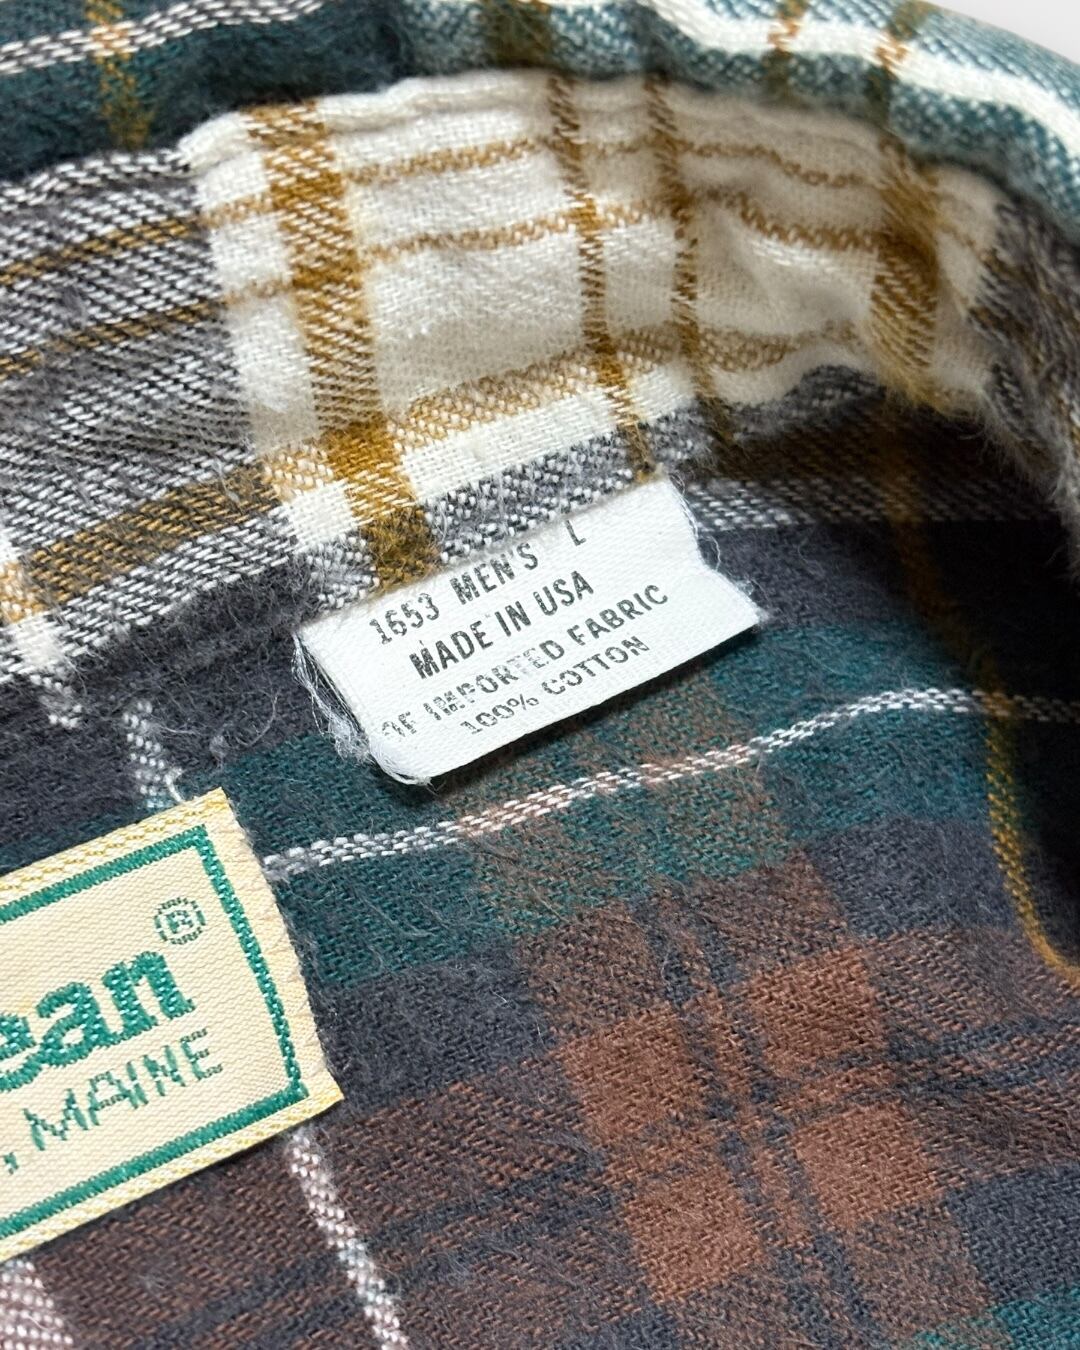 1653 MEN'S L
MADE IN USA
OF IMPORTED FABRIC
100% COTTON
ean®
, MAINE